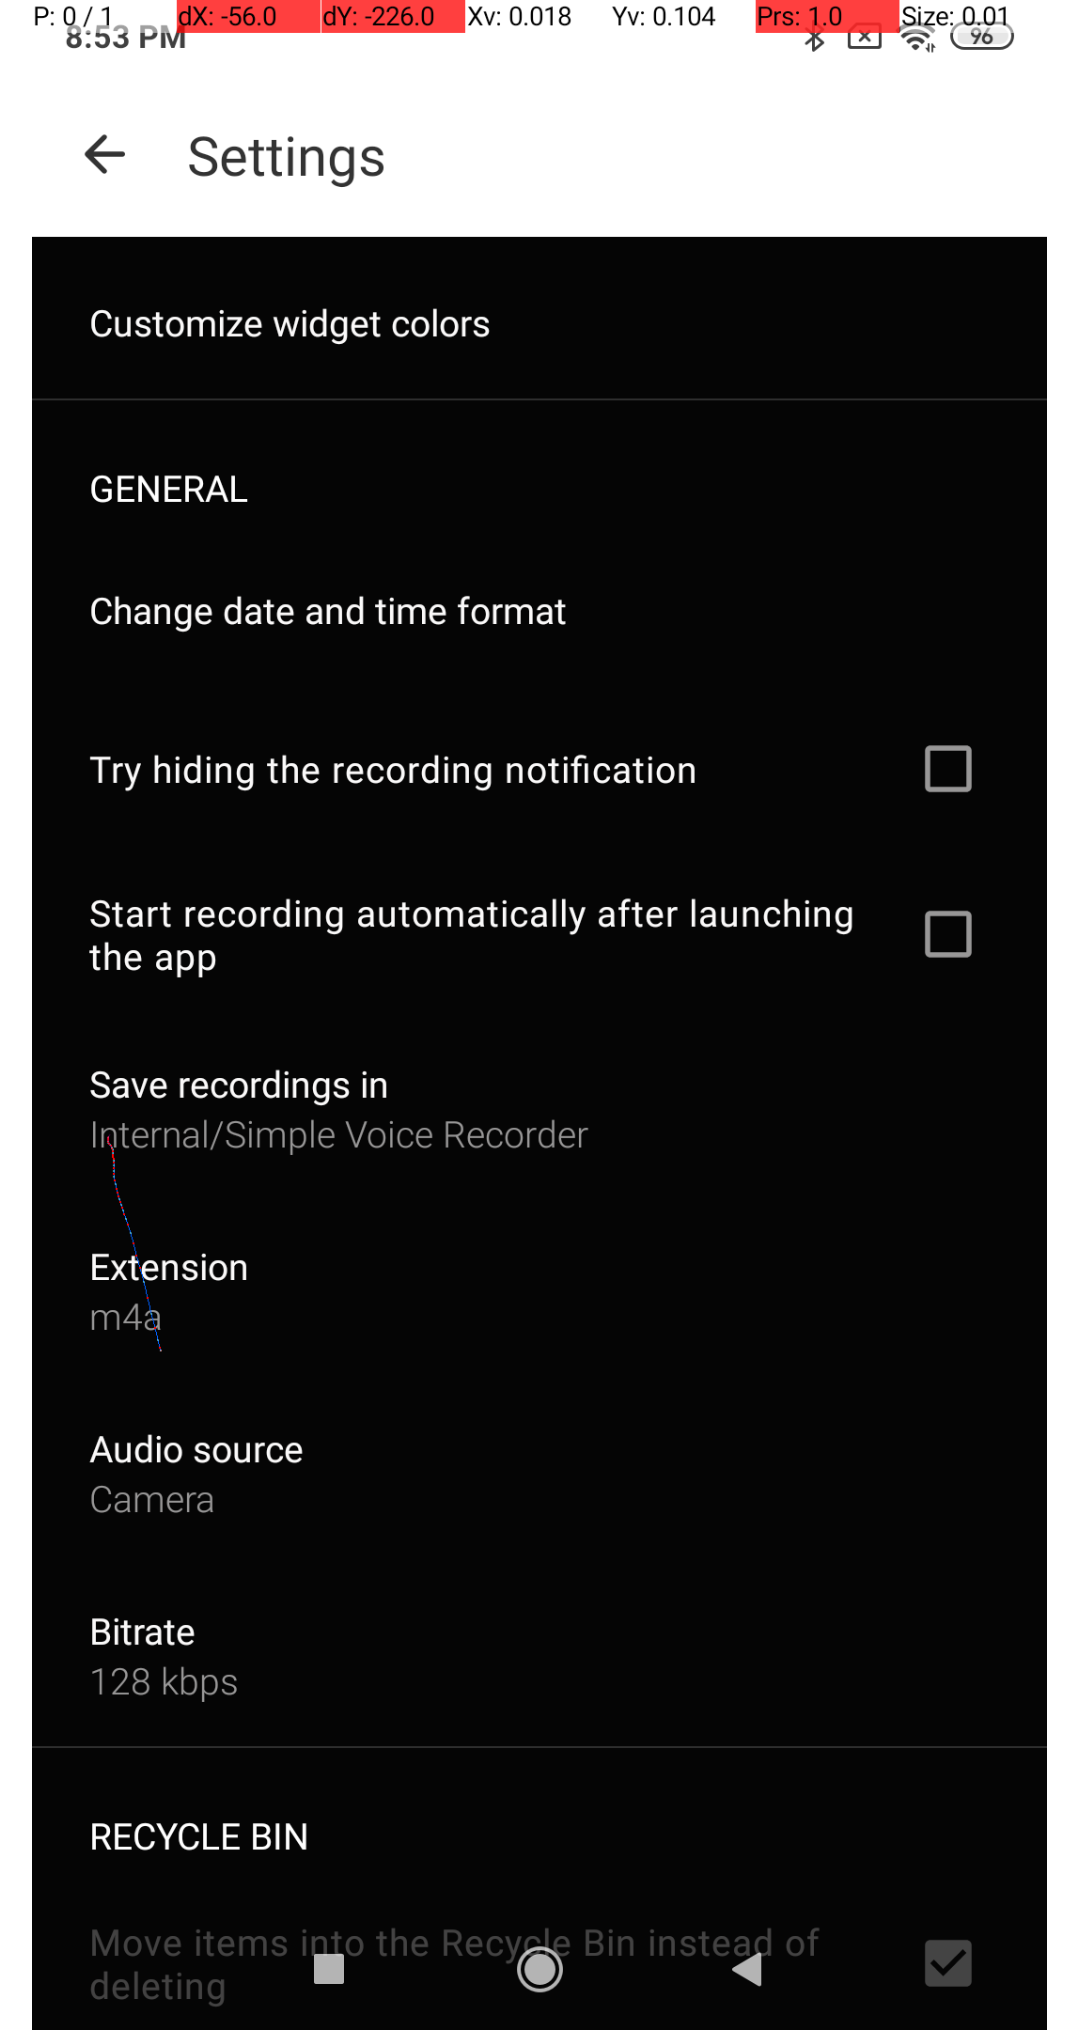 P: 0 / 1 dX: -56.0 dY: -226.0 Xv: 0.018 Yv: 0.104 Prs: 1.0 Size: 0.01
8:53 PM 96
Settings
Customize widget colors
GENERAL
Change date and time format
Try hiding the recording notification
Start recording automatically after launching
the app
Save recordings in
Internal/Simple Voice Recorder
Extension
m4a
Audio source
Camera
Bitrate
128 kbps
RECYCLE BIN
Move items into the Recycle Bin instead of
deleting